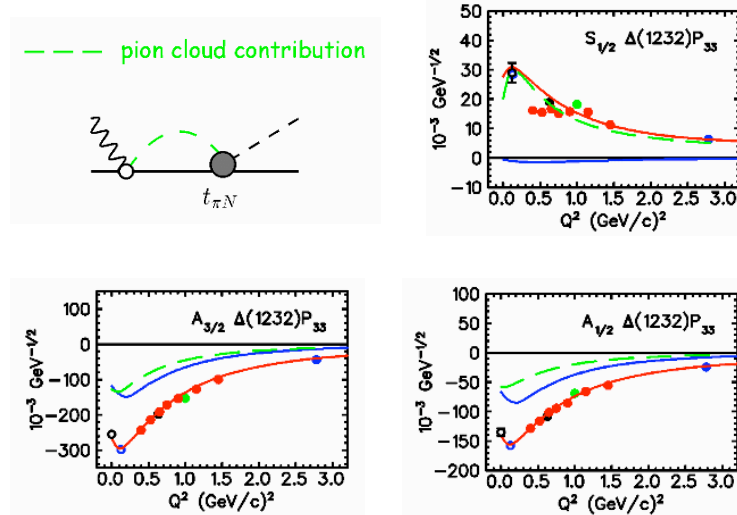 pion cloud contribution
t_{πN}
S_{1/2} Δ(1232)P_{33}
10^{-3} GeV^{-1/2}
50
40
30
20
10
0
-10
0.0 0.5 1.0 1.5 2.0 2.5 3.0
Q^2 (GeV/c)^2
A_{3/2} Δ(1232)P_{33}
10^{-3} GeV^{-1/2}
100
0
-100
-200
-300
0.0 0.5 1.0 1.5 2.0 2.5 3.0
Q^2 (GeV/c)^2
A_{1/2} Δ(1232)P_{33}
10^{-3} GeV^{-1/2}
100
50
0
-50
-100
-150
-200
0.0 0.5 1.0 1.5 2.0 2.5 3.0
Q^2 (GeV/c)^2